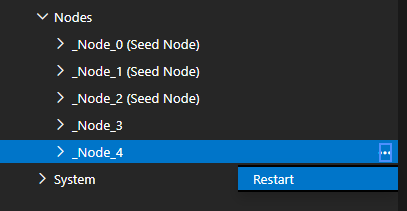 Nodes
_Node_0 (Seed Node)
_Node_1 (Seed Node)
_Node_2 (Seed Node)
_Node_3
_Node_4
System
Restart